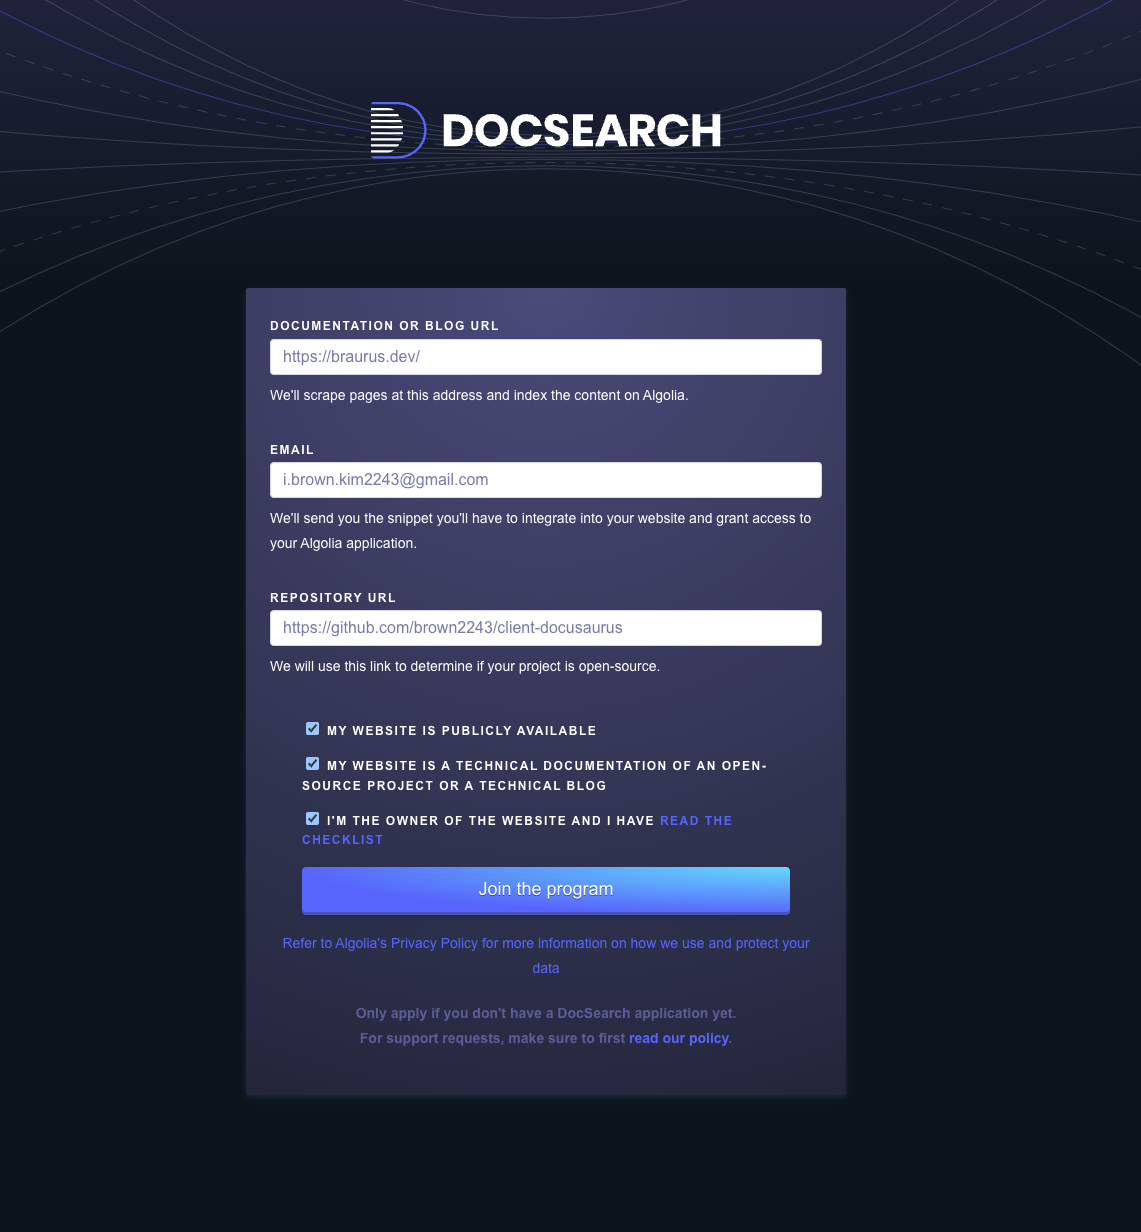 DOCSEARCH
DOCUMENTATION OR BLOG URL
https://braurus.dev/
We'll scrape pages at this address and index the content on Algolia.
EMAIL
i.brown.kim2243@gmail.com
We'll send you the snippet you'll have to integrate into your website and grant access to
your Algolia application.
REPOSITORY URL
https://github.com/brown2243/client-docusaurus
We will use this link to determine if your project is open-source.
MY WEBSITE IS PUBLICLY AVAILABLE
MY WEBSITE IS A TECHNICAL DOCUMENTATION OF AN OPEN-
SOURCE PROJECT OR A TECHNICAL BLOG
I'M THE OWNER OF THE WEBSITE AND I HAVE READ THE
CHECKLIST
Join the program
Refer to Algolia's Privacy Policy for more information on how we use and protect your
data
Only apply if you don't have a DocSearch application yet.
For support requests, make sure to first read our policy.